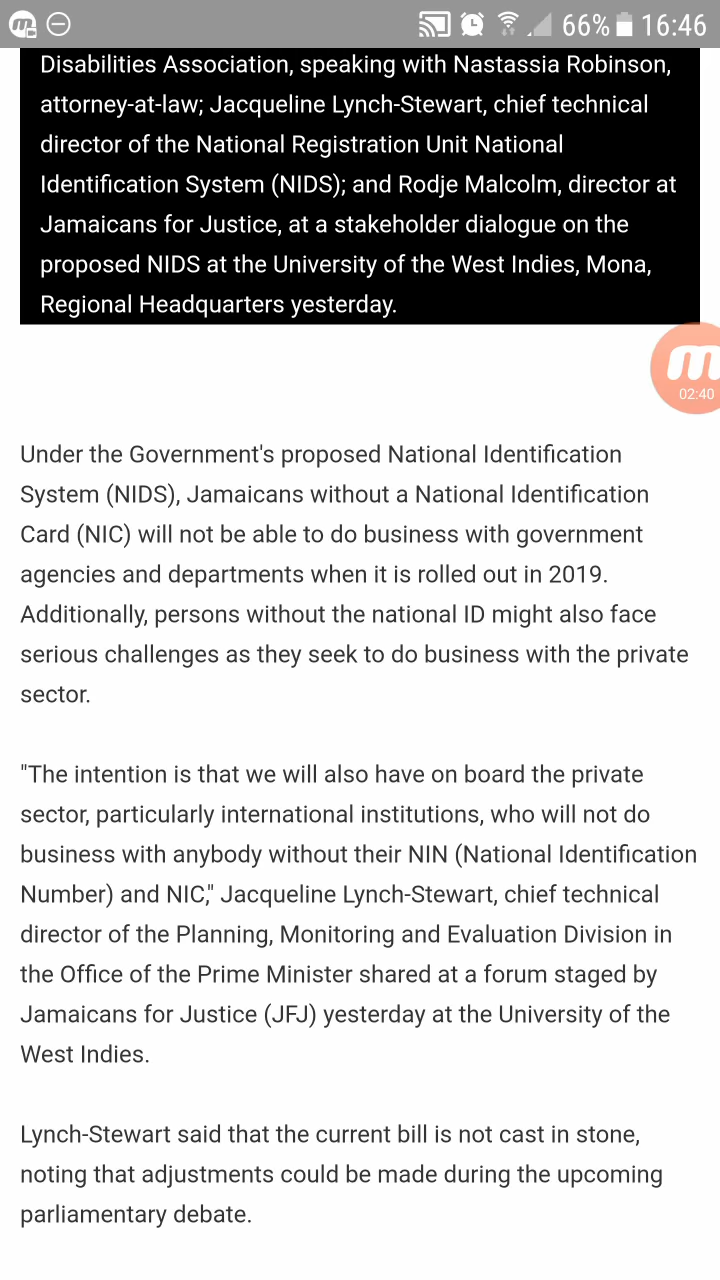 66% 16:46
Disabilities Association, speaking with Nastassia Robinson,
attorney-at-law; Jacqueline Lynch-Stewart, chief technical
director of the National Registration Unit National
Identification System (NIDS); and Rodje Malcolm, director at
Jamaicans for Justice, at a stakeholder dialogue on the
proposed NIDS at the University of the West Indies, Mona,
Regional Headquarters yesterday.
02:40
Under the Government's proposed National Identification
System (NIDS), Jamaicans without a National Identification
Card (NIC) will not be able to do business with government
agencies and departments when it is rolled out in 2019.
Additionally, persons without the national ID might also face
serious challenges as they seek to do business with the private
sector.
"The intention is that we will also have on board the private
sector, particularly international institutions, who will not do
business with anybody without their NIN (National Identification
Number) and NIC," Jacqueline Lynch-Stewart, chief technical
director of the Planning, Monitoring and Evaluation Division in
the Office of the Prime Minister shared at a forum staged by
Jamaicans for Justice (JFJ) yesterday at the University of the
West Indies.
Lynch-Stewart said that the current bill is not cast in stone,
noting that adjustments could be made during the upcoming
parliamentary debate.